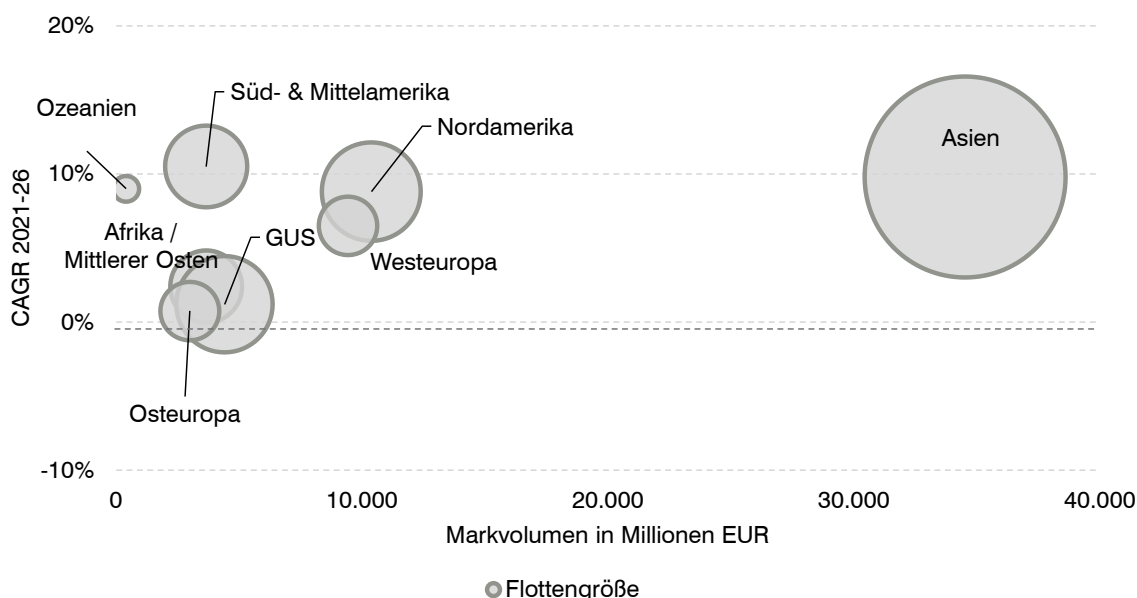 20%
Süd- & Mittelamerika
Ozeanien
Nordamerika
Asien
10%
CAGR 2021-26
Afrika /
Mittlerer Osten
GUS
Westeuropa
0%
Osteuropa
-10%
0
10.000
20.000
30.000
40.000
Markvolumen in Millionen EUR
Flottengröße